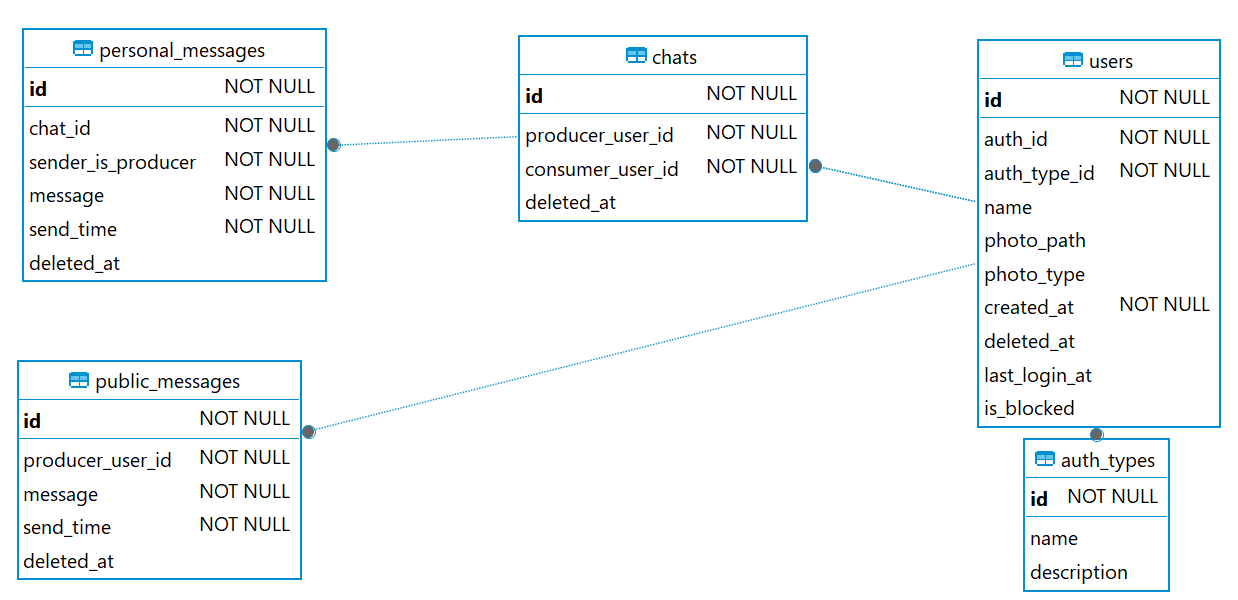 personal_messages
id NOT NULL
chat_id NOT NULL
sender_is_producer NOT NULL
message NOT NULL
send_time NOT NULL
deleted_at
chats
id NOT NULL
producer_user_id NOT NULL
consumer_user_id NOT NULL
deleted_at
users
id NOT NULL
auth_id NOT NULL
auth_type_id NOT NULL
name
photo_path
photo_type
created_at NOT NULL
deleted_at
last_login_at
is_blocked
public_messages
id NOT NULL
producer_user_id NOT NULL
message NOT NULL
send_time NOT NULL
deleted_at
auth_types
id NOT NULL
name
description